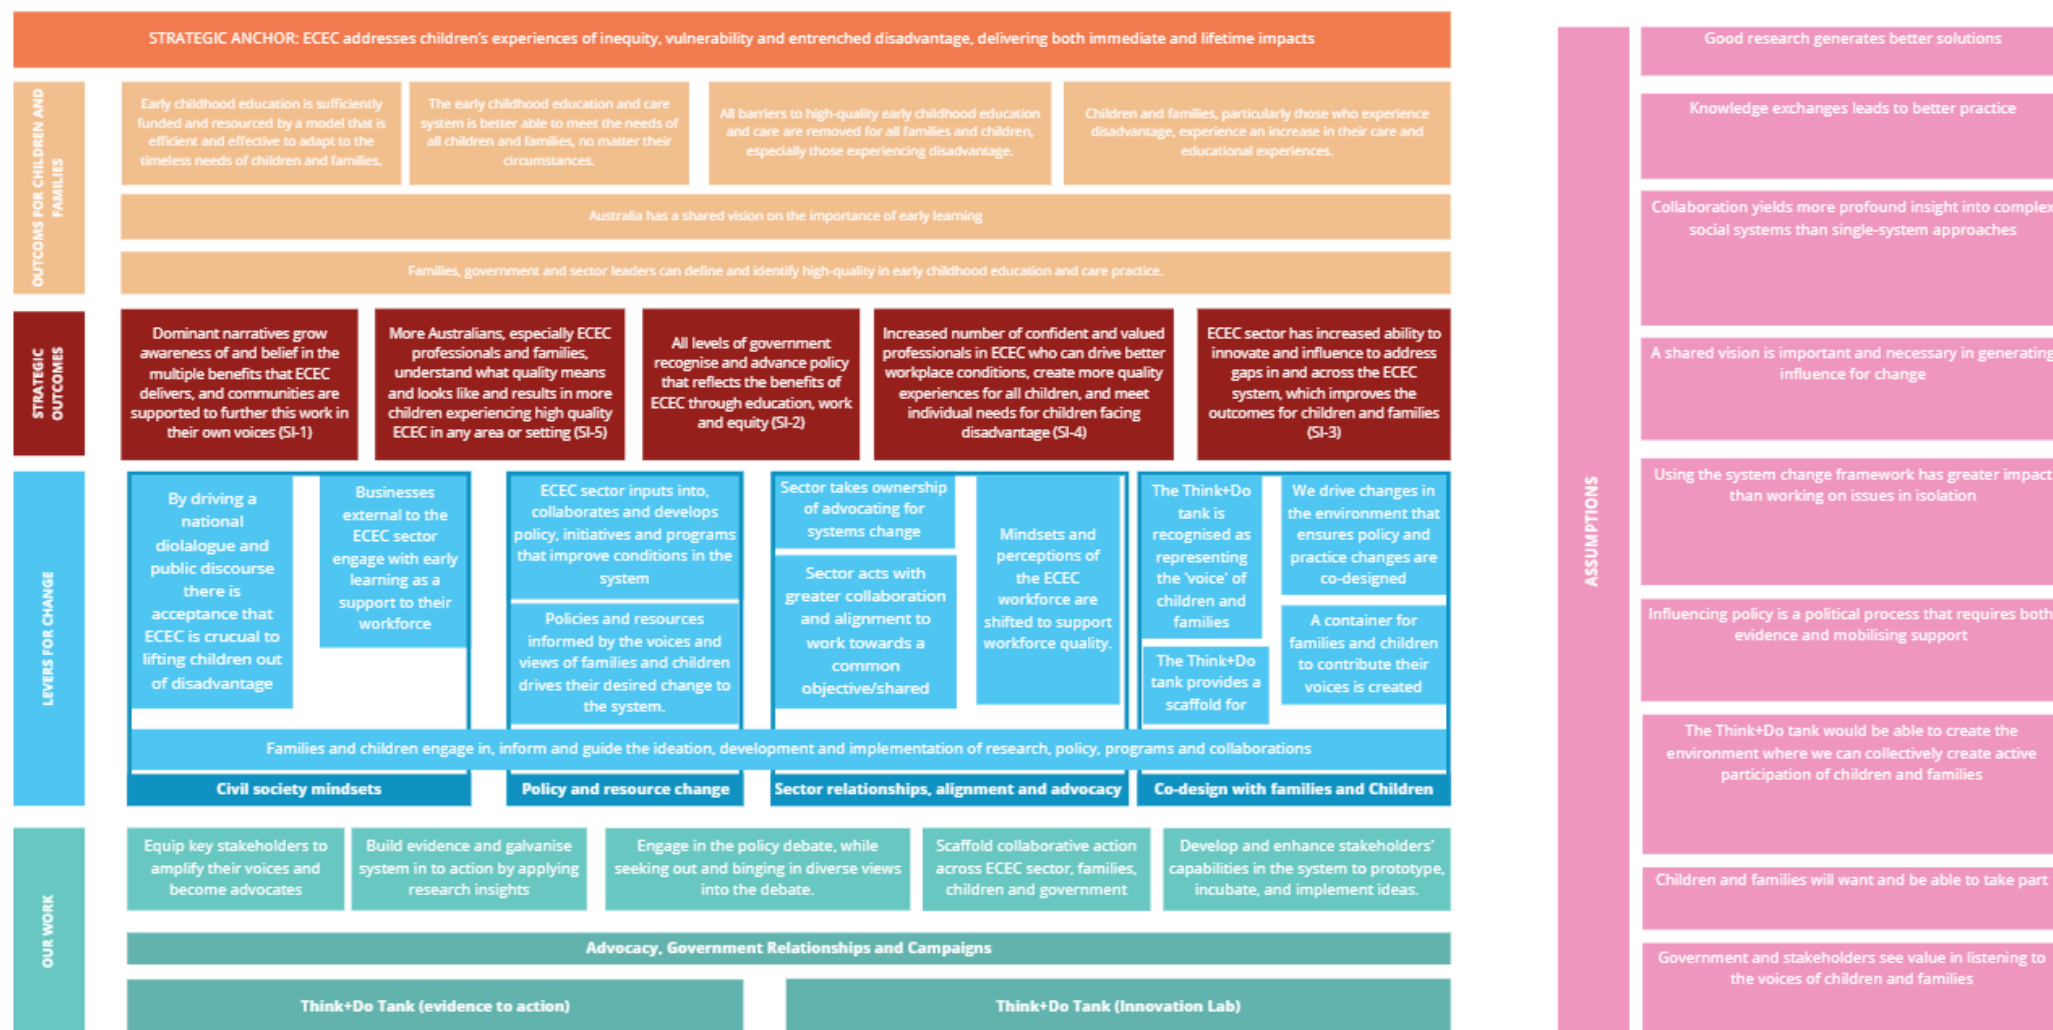 STRATEGIC ANCHOR: ECEC addresses children's experiences of inequity, vulnerability and entrenched disadvantage, delivering both immediate and lifetime impacts
OUTCOMS FOR CHILDREN AND
FAMILIES
Early childhood education is sufficiently
funded and resourced by a model that is
efficient and effective to adapt to the
timeless needs of children and families.
The early childhood education and care
system is better able to meet the needs of
all children and families, no matter their
circumstances.
All barriers to high-quality early childhood education
and care are removed for all families and children,
especially those experiencing disadvantage.
Children and families, particularly those who experience
disadvantage, experience an increase in their care and
educational experiences.
Australia has a shared vision on the importance of early learning
Families, government and sector leaders can define and identify high-quality in early childhood education and care practice.
STRATEGIC
OUTCOMES
Dominant narratives grow
awareness of and belief in the
multiple benefits that ECEC
delivers, and communities are
supported to further this work in
their own voices (SI-1)
More Australians, especially ECEC
professionals and families,
understand what quality means
and looks like and results in more
children experiencing high quality
ECEC in any area or setting (SI-5)
All levels of government
recognise and advance policy
that reflects the benefits of
ECEC through education, work
and equity (SI-2)
Increased number of confident and valued
professionals in ECEC who can drive better
workplace conditions, create more quality
experiences for all children, and meet
individual needs for children facing
disadvantage (SI-4)
ECEC sector has increased ability to
innovate and influence to address
gaps in and across the ECEC
system, which improves the
outcomes for children and families
(SI-3)
LEVERS FOR CHANGE
By driving a
national
diolalogue and
public discourse
there is
acceptance that
ECEC is crucual to
lifting children out
of disadvantage
Businesses
external to the
ECEC sector
engage with early
learning as a
support to their
workforce
ECEC sector inputs into,
collaborates and develops
policy, initiatives and programs
that improve conditions in the
system
Policies and resources
informed by the voices and
views of families and children
drives their desired change to
the system.
Sector takes ownership
of advocating for
systems change
Sector acts with
greater collaboration
and alignment to
work towards a
common
objective/shared
Mindsets and
perceptions of
the ECEC
workforce are
shifted to support
workforce quality.
The Think+Do
tank is
recognised as
representing
the 'voice' of
children and
families
The Think+Do
tank provides a
scaffold for
We drive changes in
the environment that
ensures policy and
practice changes are
co-designed
A container for
families and children
to contribute their
voices is created
Families and children engage in, inform and guide the ideation, development and implementation of research, policy, programs and collaborations
Civil society mindsets
Policy and resource change
Sector relationships, alignment and advocacy
Co-design with families and Children
OUR WORK
Equip key stakeholders to
amplify their voices and
become advocates
Build evidence and galvanise
system in to action by applying
research insights
Engage in the policy debate, while
seeking out and binging in diverse views
into the debate.
Scaffold collaborative action
across ECEC sector, families,
children and government
Develop and enhance stakeholders'
capabilities in the system to prototype,
incubate, and implement ideas.
Advocacy, Government Relationships and Campaigns
Think+Do Tank (evidence to action)
Think+Do Tank (Innovation Lab)
ASSUMPTIONS
Good research generates better solutions
Knowledge exchanges leads to better practice
Collaboration yields more profound insight into complex
social systems than single-system approaches
A shared vision is important and necessary in generating
influence for change
Using the system change framework has greater impact
than working on issues in isolation
Influencing policy is a political process that requires both
evidence and mobilising support
The Think+Do tank would be able to create the
environment where we can collectively create active
participation of children and families
Children and families will want and be able to take part
Government and stakeholders see value in listening to
the voices of children and families